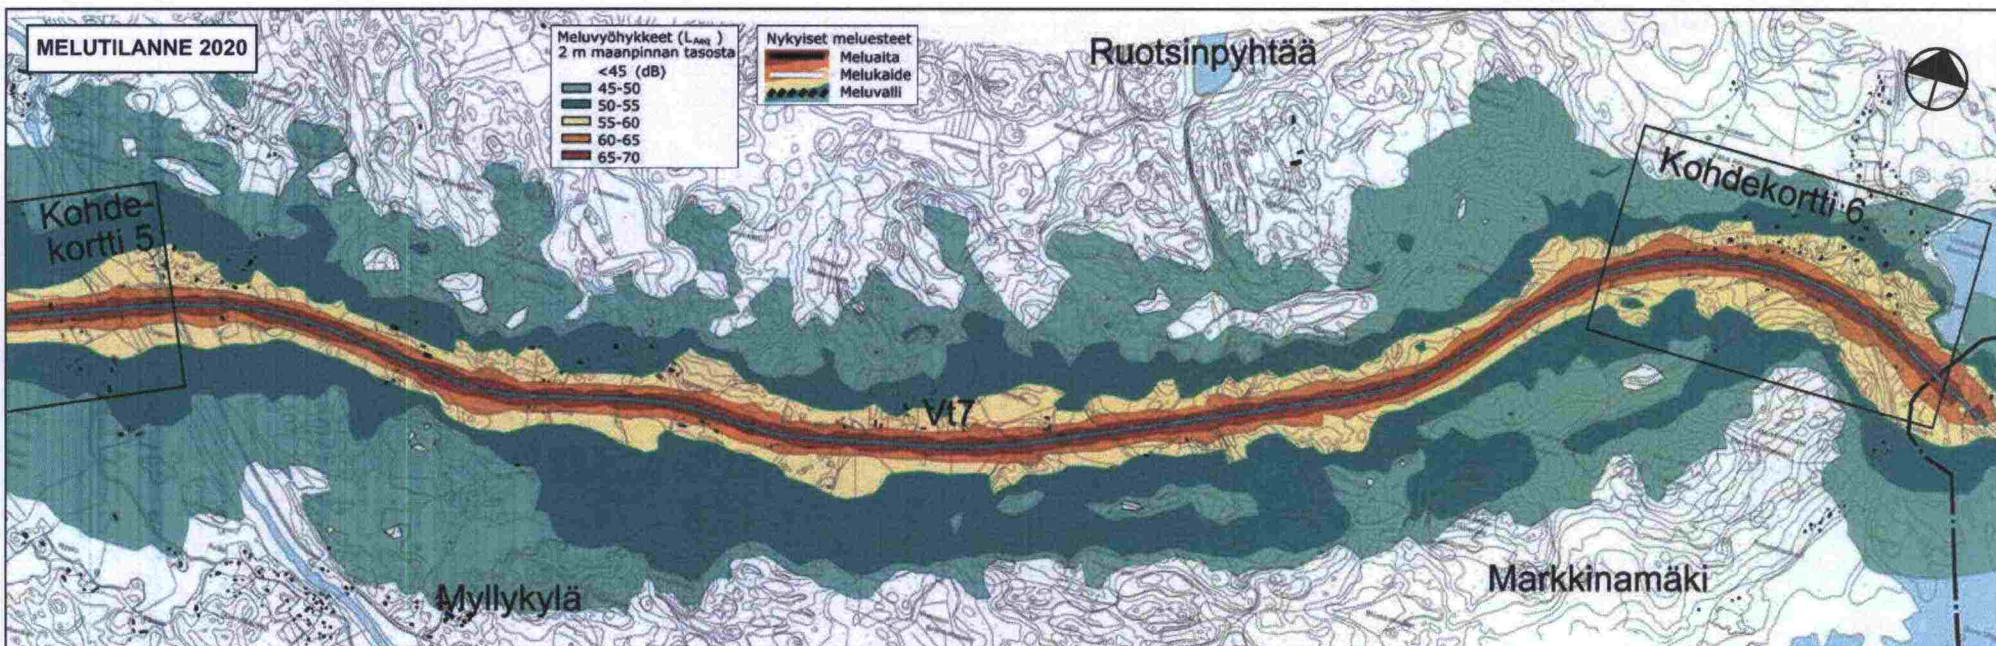 MELUTILANNE 2020
Meluvyöhykkeet (LAeq )
2 m maanpinnan tasosta
<45 (dB)
45-50
50-55
55-60
60-65
65-70
Nykyiset meluesteet
Meluaita
Melukaide
Meluvalli
Ruotsinpyhtää
Kohdekortti 6
Kohde-
kortti 5
Vt7
Markkinamäki
Myllykylä